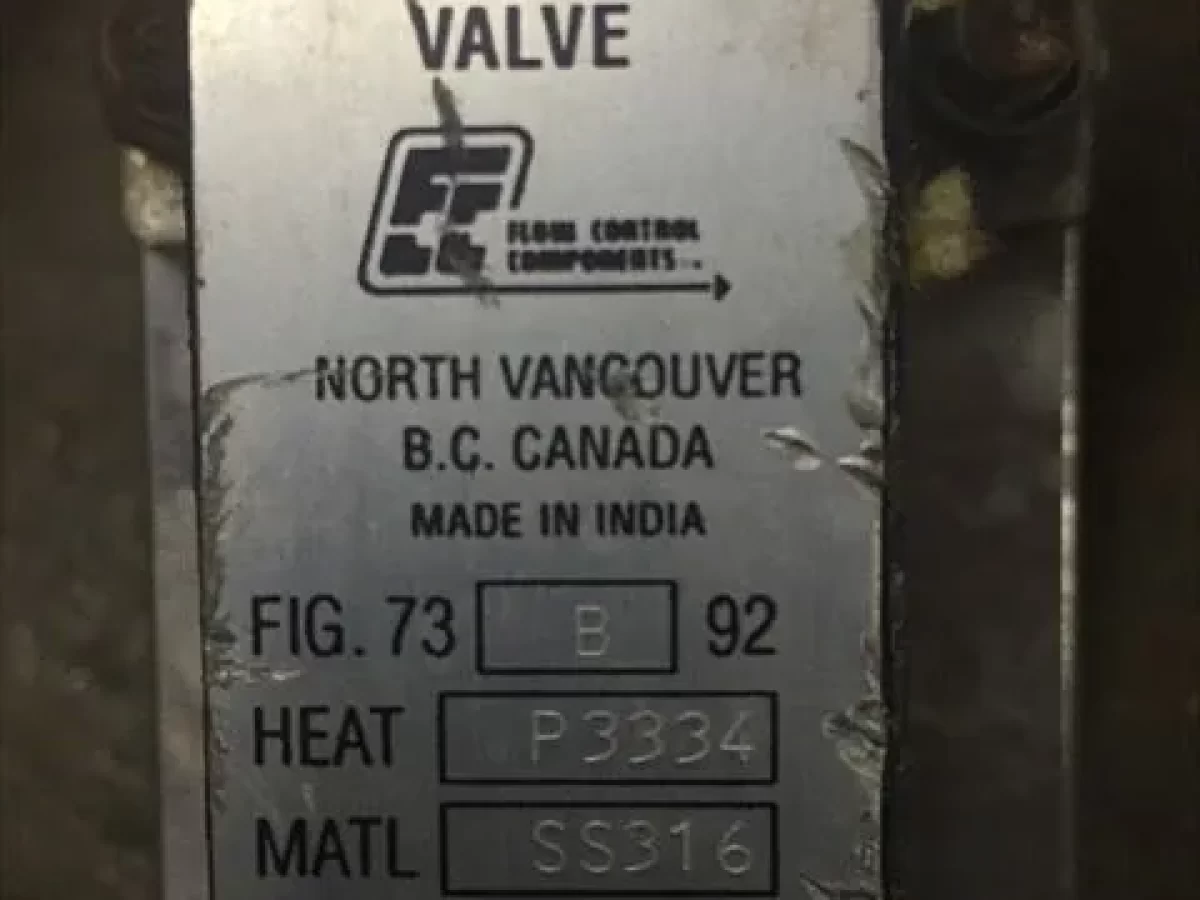 VALVE
FLOW CONTROL
COMPONENTS
NORTH VANCOUVER
B.C. CANADA
MADE IN INDIA
FIG. 73 B 92
HEAT P3334
MATL SS316